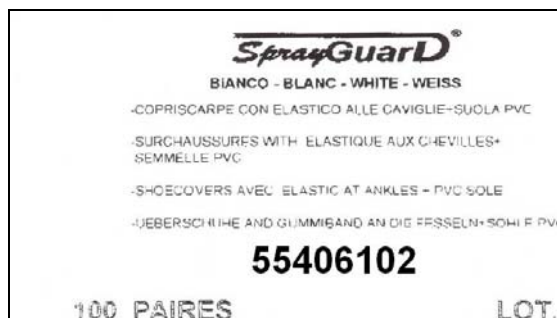 SprayGuarD®
BIANCO - BLANC - WHITE - WEISS
-COPRISCARPE CON ELASTICO ALLE CAVIGLIE+SUOLA PVC
-SURCHAUSSURES WITH ELASTIQUE AUX CHEVILLES+
SEMMELLE PVC
-SHOECOVERS AVEC ELASTIC AT ANKLES + PVC SOLE
-UEBERSCHUHE AND GUMMIBAND AN DIE FESSELN+SOHLE PVC
55406102
100 PAIRES LOT.